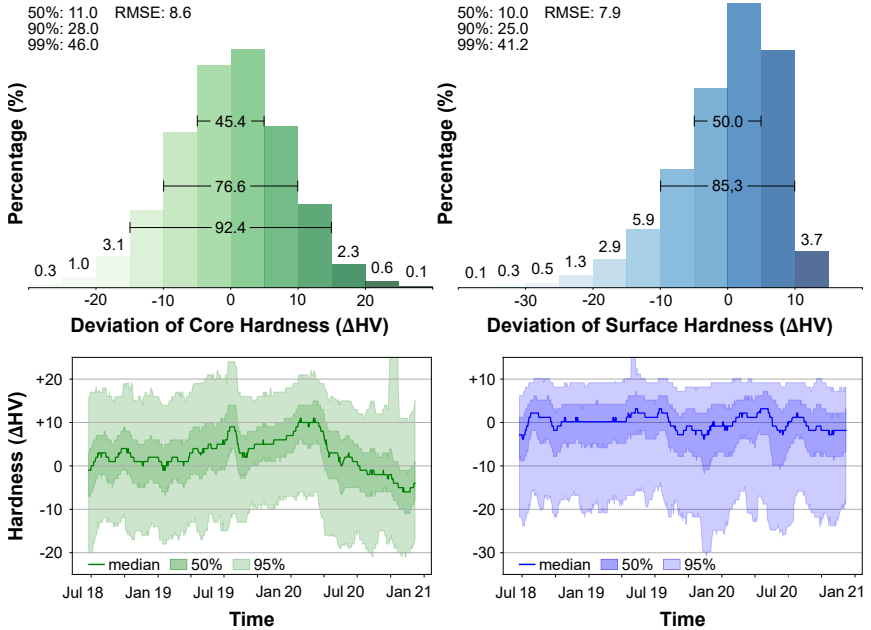 50%: 11.0 RMSE: 8.6
90%: 28.0
99%: 46.0
Percentage (%)
45.4
76.6
92.4
0.3 1.0 3.1 2.3 0.6 0.1
-20 -10 0 10 20
Deviation of Core Hardness (ΔHV)
50%: 10.0 RMSE: 7.9
90%: 25.0
99%: 41.2
Percentage (%)
50.0
85,3
0.1 0.3 0.5 1.3 2.9 5.9 3.7
-30 -20 -10 0 10
Deviation of Surface Hardness (ΔHV)
Hardness (ΔHV)
+20
+10
0
-10
-20
median 50% 95%
Jul 18 Jan 19 Jul 19 Jan 20 Jul 20 Jan 21
Time
+10
0
-10
-20
-30
median 50% 95%
Jul 18 Jan 19 Jul 19 Jan 20 Jul 20 Jan 21
Time